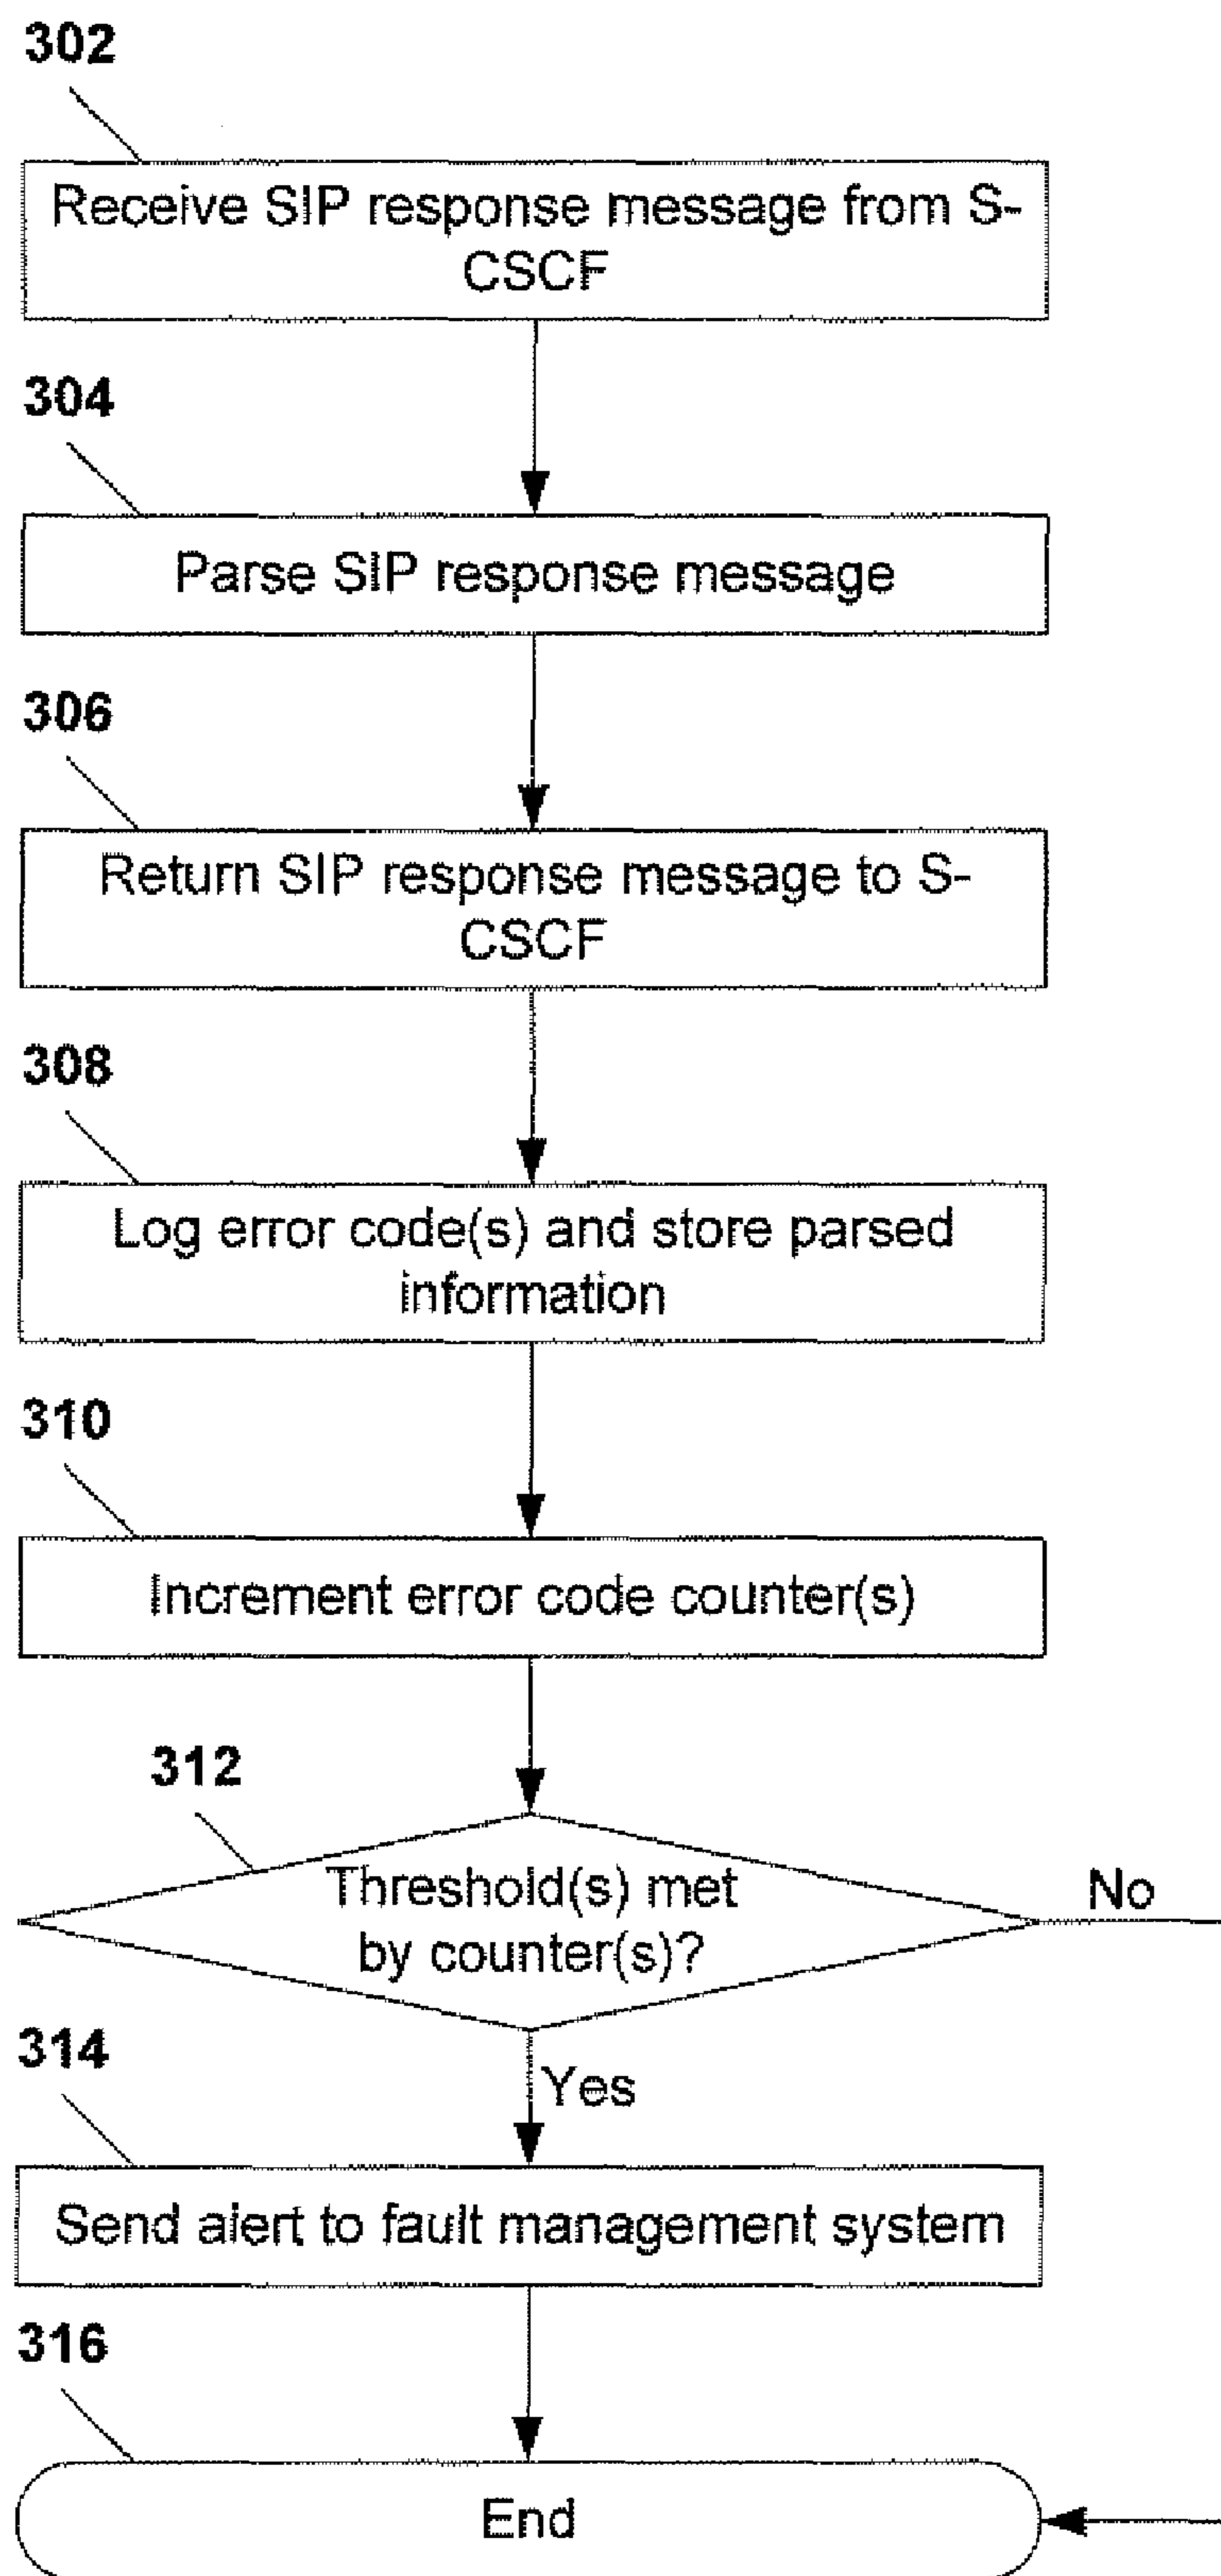 302
Receive SIP response message from S-
CSCF
304
Parse SIP response message
306
Return SIP response message to S-
CSCF
308
Log error code(s) and store parsed
information
310
Increment error code counter(s)
312
Threshold(s) met
by counter(s)?
No
314
Yes
Send alert to fault management system
316
End